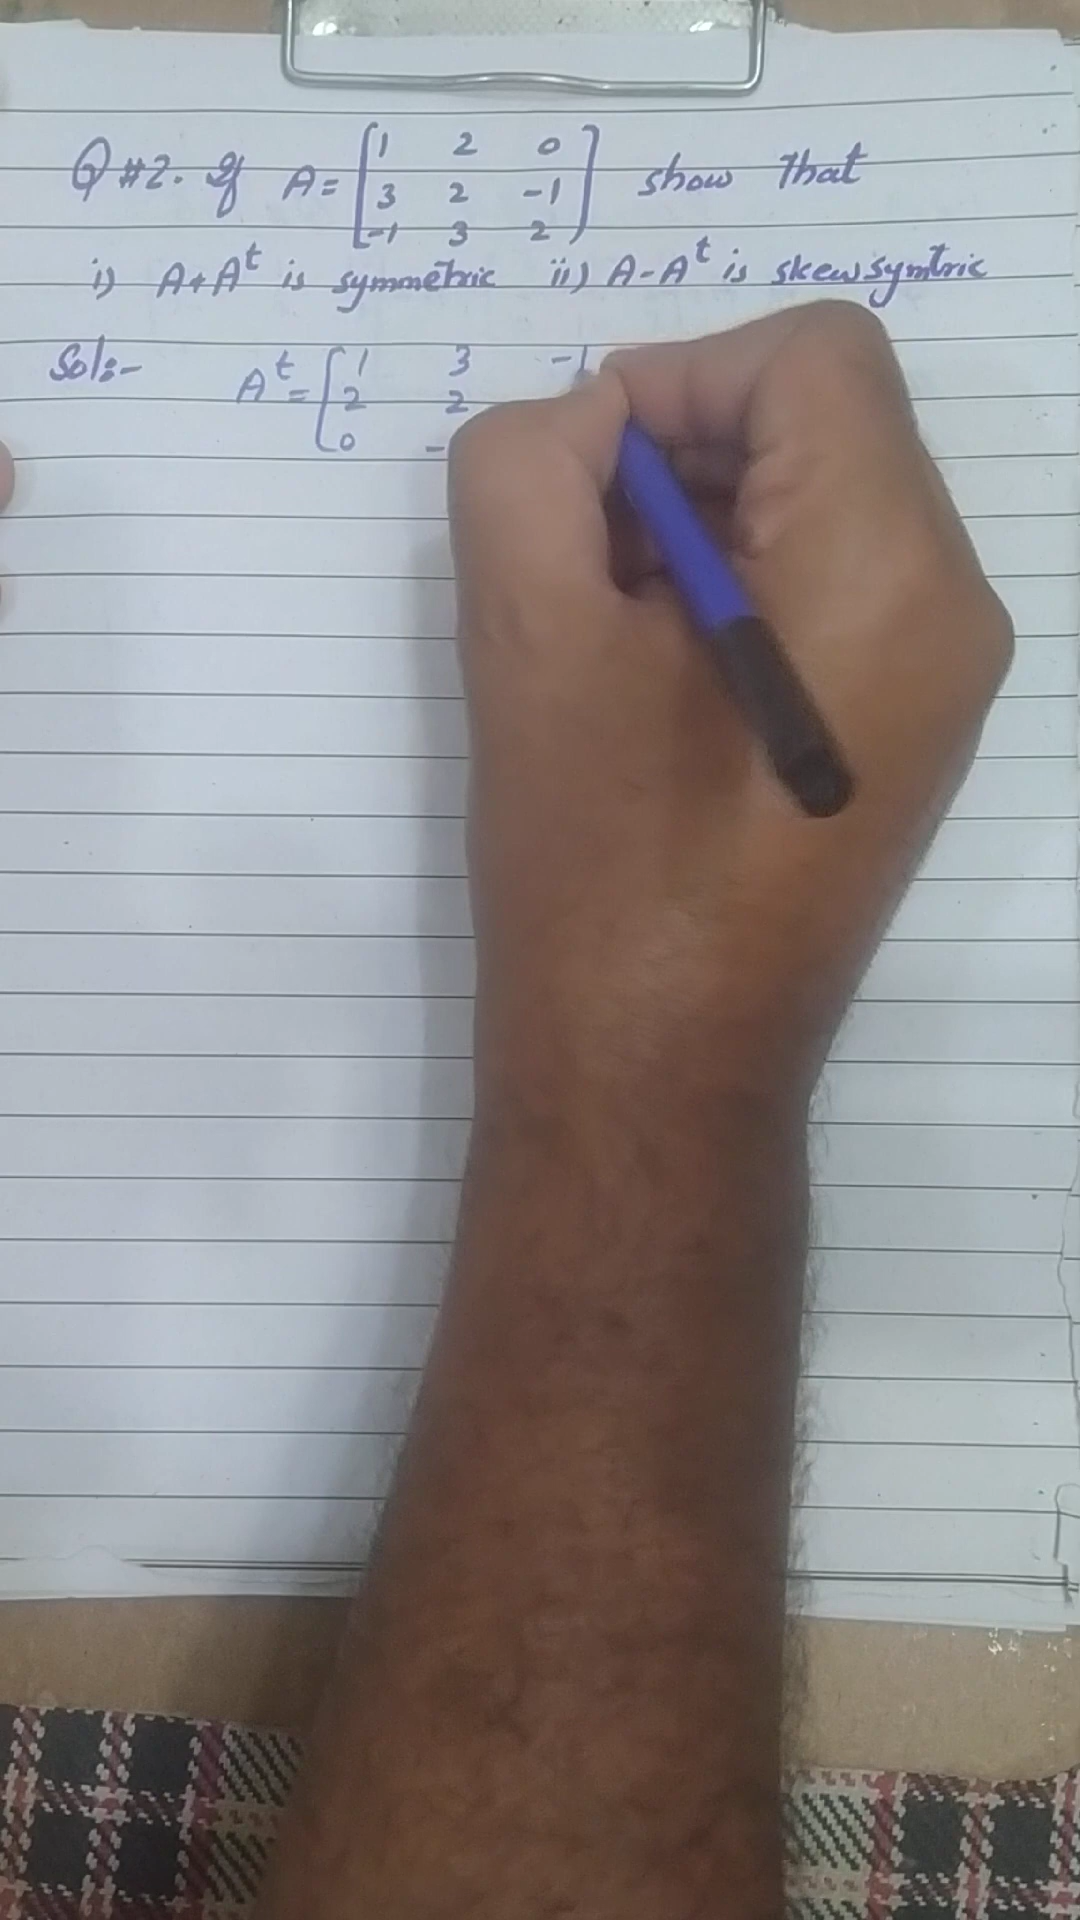 Q #2. If A = [1 2 0 show that
3 2 -1
-1 3 2]
i) A+A^t is symmetric ii) A-A^t is skew symtric
Sol:- A^t = [1 3 -1
2 2
0 -